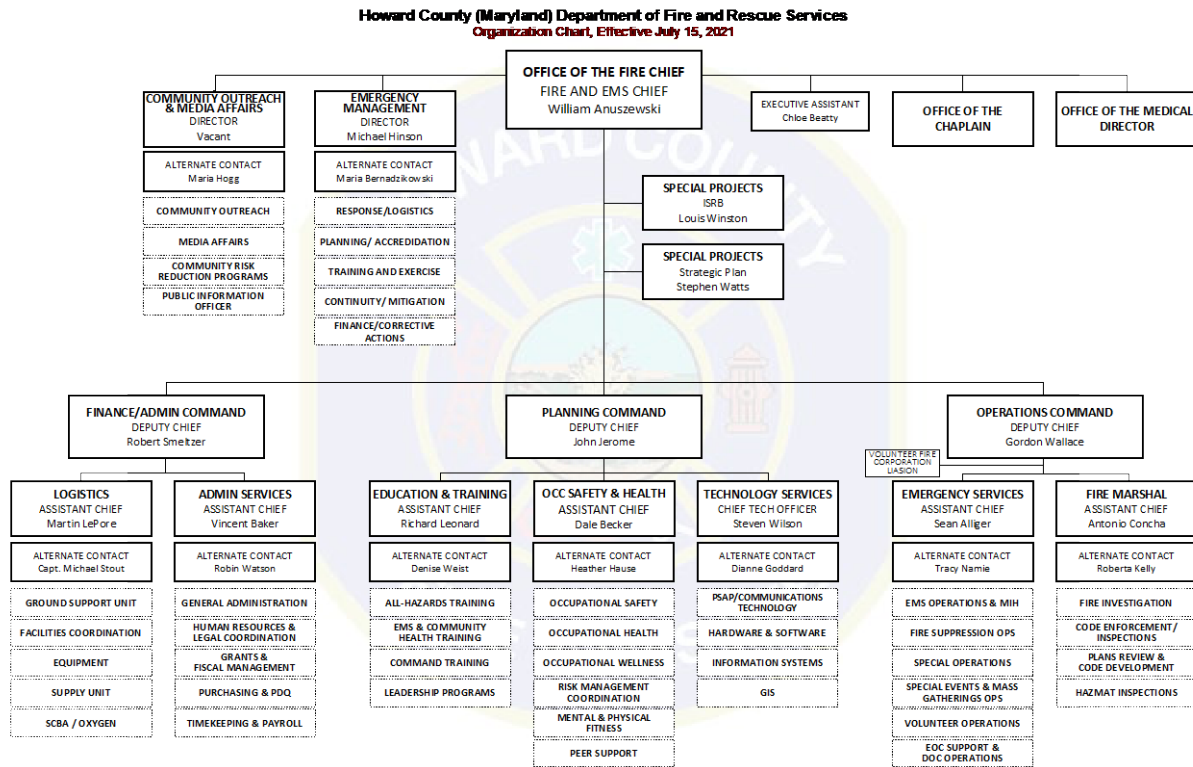 Howard County (Maryland) Department of Fire and Rescue Services
Organization Chart, Effective July 15, 2021
OFFICE OF THE FIRE CHIEF
FIRE AND EMS CHIEF
William Anuszewski
COMMUNITY OUTREACH
& MEDIA AFFAIRS
DIRECTOR
Vacant
EMERGENCY
MANAGEMENT
DIRECTOR
Michael Hinson
EXECUTIVE ASSISTANT
Chloe Beatty
OFFICE OF THE
CHAPLAIN
OFFICE OF THE MEDICAL
DIRECTOR
ALTERNATE CONTACT
Maria Hogg
COMMUNITY OUTREACH
MEDIA AFFAIRS
COMMUNITY RISK
REDUCTION PROGRAMS
PUBLIC INFORMATION
OFFICER
ALTERNATE CONTACT
Maria Bernadzikowski
RESPONSE/LOGISTICS
PLANNING/ ACCREDIDATION
TRAINING AND EXERCISE
CONTINUITY/ MITIGATION
FINANCE/CORRECTIVE
ACTIONS
SPECIAL PROJECTS
ISRB
Louis Winston
SPECIAL PROJECTS
Strategic Plan
Stephen Watts
FINANCE/ADMIN COMMAND
DEPUTY CHIEF
Robert Smeltzer
PLANNING COMMAND
DEPUTY CHIEF
John Jerome
OPERATIONS COMMAND
DEPUTY CHIEF
Gordon Wallace
VOLUNTEER FIRE
CORPORATION
LIASION
LOGISTICS
ASSISTANT CHIEF
Martin LePore
ALTERNATE CONTACT
Capt. Michael Stout
GROUND SUPPORT UNIT
FACILITIES COORDINATION
EQUIPMENT
SUPPLY UNIT
SCBA / OXYGEN
ADMIN SERVICES
ASSISTANT CHIEF
Vincent Baker
ALTERNATE CONTACT
Robin Watson
GENERAL ADMINISTRATION
HUMAN RESOURCES &
LEGAL COORDINATION
GRANTS &
FISCAL MANAGEMENT
PURCHASING & PDQ
TIMEKEEPING & PAYROLL
EDUCATION & TRAINING
ASSISTANT CHIEF
Richard Leonard
ALTERNATE CONTACT
Denise Weist
ALL-HAZARDS TRAINING
EMS & COMMUNITY
HEALTH TRAINING
COMMAND TRAINING
LEADERSHIP PROGRAMS
OCC SAFETY & HEALTH
ASSISTANT CHIEF
Dale Becker
ALTERNATE CONTACT
Heather Hause
OCCUPATIONAL SAFETY
OCCUPATIONAL HEALTH
OCCUPATIONAL WELLNESS
RISK MANAGEMENT
COORDINATION
MENTAL & PHYSICAL
FITNESS
PEER SUPPORT
TECHNOLOGY SERVICES
CHIEF TECH OFFICER
Steven Wilson
ALTERNATE CONTACT
Dianne Goddard
PSAP/COMMUNICATIONS
TECHNOLOGY
HARDWARE & SOFTWARE
INFORMATION SYSTEMS
GIS
EMERGENCY SERVICES
ASSISTANT CHIEF
Sean Alliger
ALTERNATE CONTACT
Tracy Namie
EMS OPERATIONS & MIH
FIRE SUPPRESSION OPS
SPECIAL OPERATIONS
SPECIAL EVENTS & MASS
GATHERINGS OPS
VOLUNTEER OPERATIONS
EOC SUPPORT &
DOC OPERATIONS
FIRE MARSHAL
ASSISTANT CHIEF
Antonio Concha
ALTERNATE CONTACT
Roberta Kelly
FIRE INVESTIGATION
CODE ENFORCEMENT/
INSPECTIONS
PLANS REVIEW &
CODE DEVELOPMENT
HAZMAT INSPECTIONS